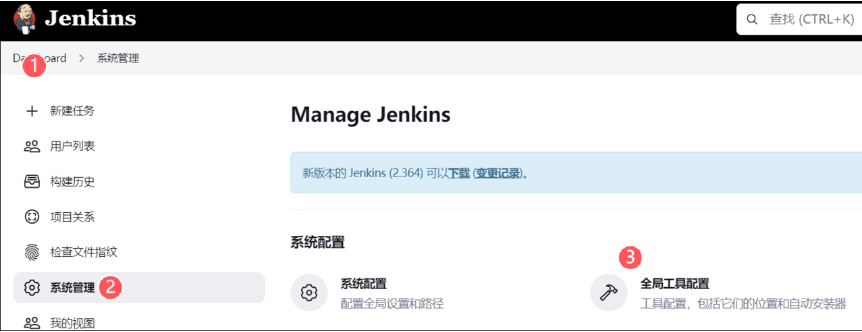 Jenkins
查找 (CTRL+K)
Dashboard > 系统管理
1
新建任务
用户列表
构建历史
项目关系
检查文件指纹
系统管理 2
我的视图
Manage Jenkins
新版本的 Jenkins (2.364) 可以下载 (变更记录)。
系统配置
系统配置
配置全局设置和路径
3
全局工具配置
工具配置，包括它们的位置和自动安装器